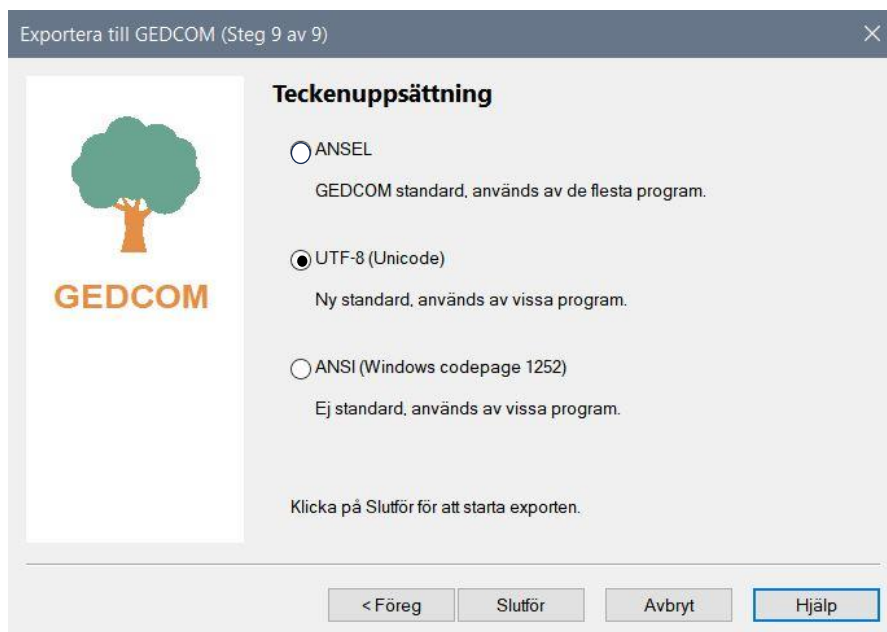 Exportera till GEDCOM (Steg 9 av 9)
Teckenuppsättning
ANSEL
GEDCOM standard, används av de flesta program.
UTF-8 (Unicode)
Ny standard, används av vissa program.
GEDCOM
ANSI (Windows codepage 1252)
Ej standard, används av vissa program.
Klicka på Slutför för att starta exporten.
< Föreg Slutför Avbryt Hjälp